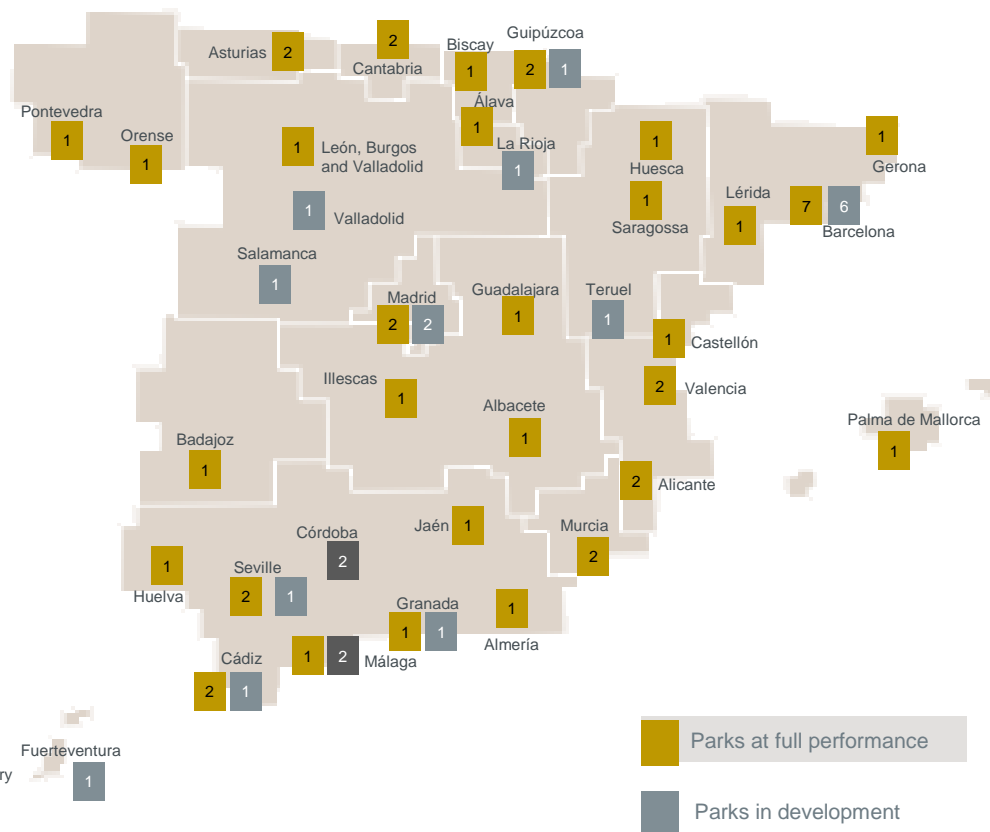 Guipúzcoa
Biscay
2
Asturias
2
1
2
1
Cantabria
Álava
Pontevedra
1
Orense
1
1
1
La Rioja
1
León, Burgos
and Valladolid
1
Huesca
1
Gerona
1
Valladolid
1
Saragossa
Lérida
1
7
6
Barcelona
Salamanca
1
Madrid
2
2
Guadalajara
1
Teruel
1
1
Castellón
Illescas
1
2
Valencia
Albacete
1
Palma de Mallorca
1
Badajoz
1
2
Alicante
Jaén
1
Murcia
2
Córdoba
2
1
Huelva
Seville
2
1
Granada
1
1
1
Almería
1
2
Málaga
Cádiz
2
1
Fuerteventura
ry
1
Parks at full performance
Parks in development